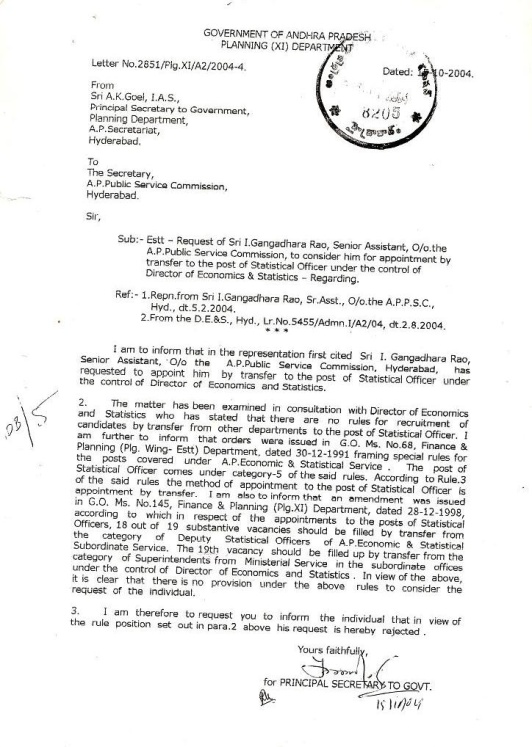 GOVERNMENT OF ANDHRA PRADESH
PLANNING (XI) DEPARTMENT
Letter No.2851/Plg.XI/A2/2004-4.
Dated: -10-2004.
8205
From
Sri A.K.Goel, I.A.S.,
Principal Secretary to Government,
Planning Department,
A.P.Secretariat,
Hyderabad.
To
The Secretary,
A.P.Public Service Commission,
Hyderabad.
Sir,
Sub:- Estt – Request of Sri I.Gangadhara Rao, Senior Assistant, O/o.the
A.P.Public Service Commission, to consider him for appointment by
transfer to the post of Statistical Officer under the control of
Director of Economics & Statistics – Regarding.
Ref:- 1.Repn.from Sri I.Gangadhara Rao, Sr.Asst., O/o.the A.P.P.S.C.,
Hyd., dt.5.2.2004.
2.From the D.E.&S., Hyd., Lr.No.5455/Admn.I/A2/04, dt.2.8.2004.
* * *
I am to inform that in the representation first cited Sri I. Gangadhara Rao,
Senior Assistant, O/o the A.P.Public Service Commission, Hyderabad, has
requested to appoint him by transfer to the post of Statistical Officer under
the control of Director of Economics and Statistics.
2. The matter has been examined in consultation with Director of Economics
and Statistics who has stated that there are no rules for recruitment of
candidates by transfer from other departments to the post of Statistical Officer. I
am further to inform that orders were issued in G.O. Ms. No.68, Finance &
Planning (Plg. Wing- Estt) Department, dated 30-12-1991 framing special rules for
the posts covered under A.P.Economic & Statistical Service . The post of
Statistical Officer comes under category-5 of the said rules. According to Rule.3
of the said rules the method of appointment to the post of Statistical Officer is
appointment by transfer. I am also to inform that an amendment was issued
in G.O. Ms. No.145, Finance & Planning (Plg.XI) Department, dated 28-12-1998,
according to which in respect of the appointments to the posts of Statistical
Officers, 18 out of 19 substantive vacancies should be filled by transfer from
the category of Deputy Statistical Officers of A.P.Economic & Statistical
Subordinate Service. The 19th vacancy should be filled up by transfer from the
category of Superintendents from Ministerial Service in the subordinate offices
under the control of Director of Economics and Statistics . In view of the above,
it is clear that there is no provision under the above rules to consider the
request of the individual.
3. I am therefore to request you to inform the individual that in view of
the rule position set out in para.2 above his request is hereby rejected .
Yours faithfully,
for PRINCIPAL SECRETARY TO GOVT.